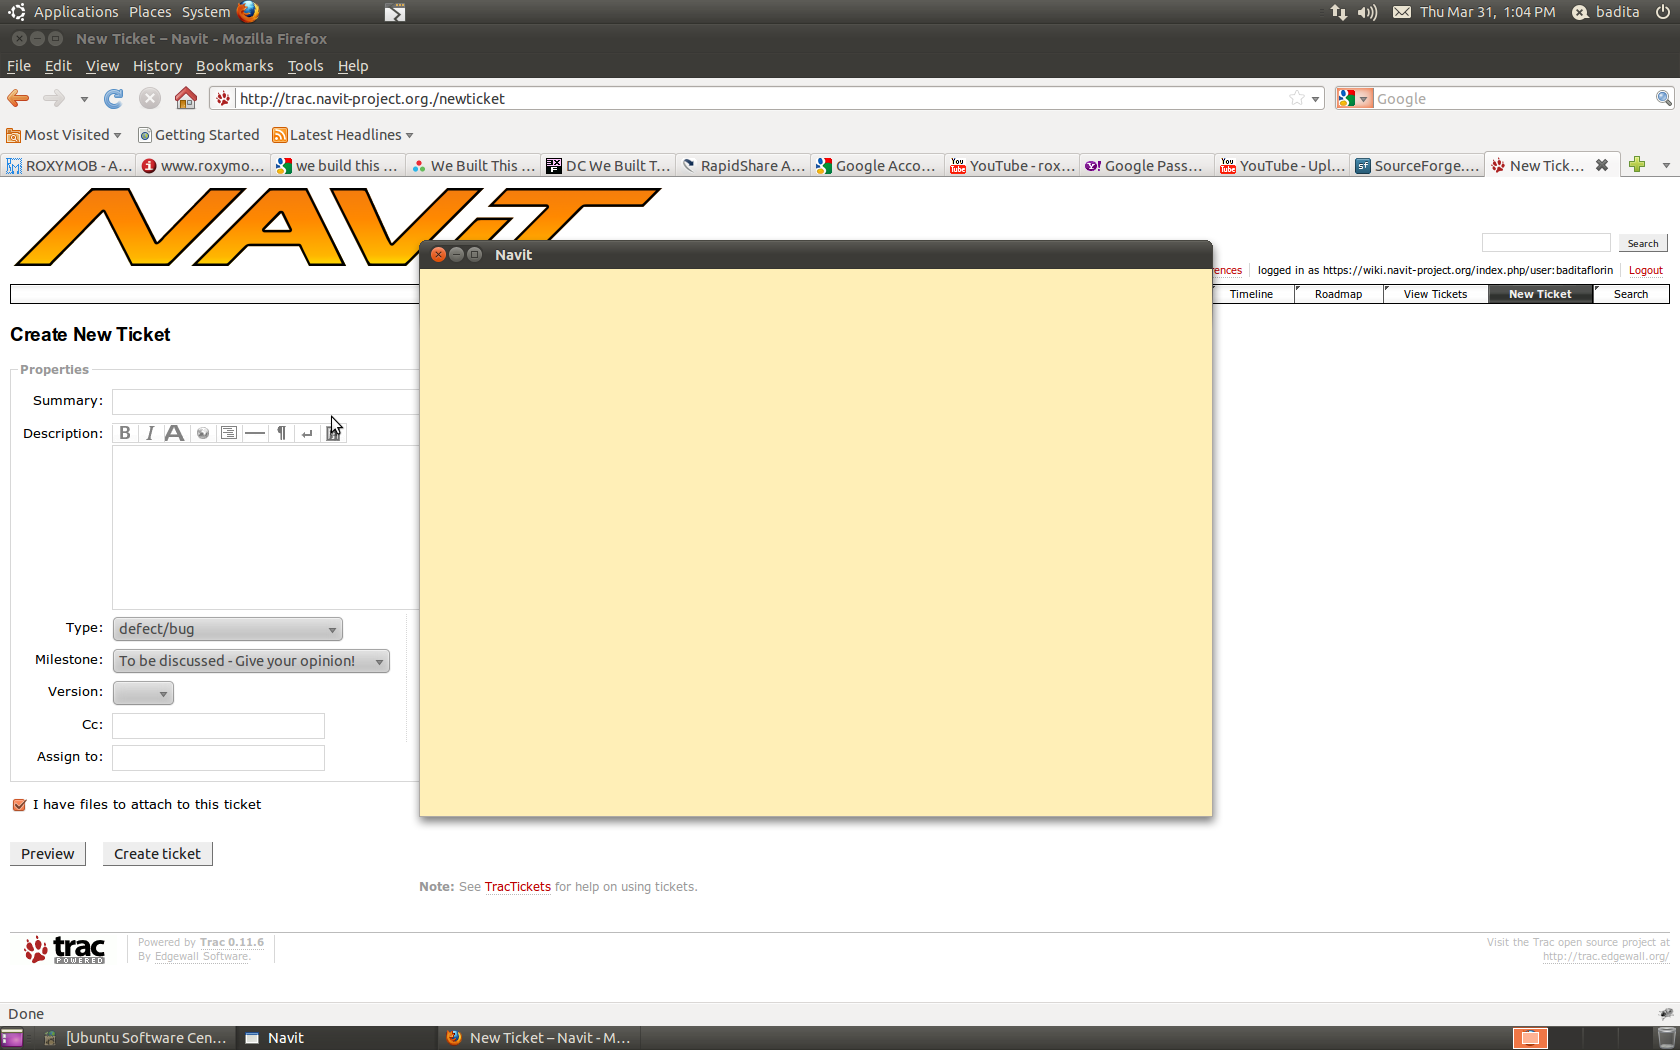 Applications Places System
Thu Mar 31, 1:04 PM badita
New Ticket – Navit - Mozilla Firefox
File Edit View History Bookmarks Tools Help
http://trac.navit-project.org./newticket
Google
Most Visited Getting Started Latest Headlines
ROXYMOB - A... www.roxymo... we build this ... We Built This ... DC We Built T... RapidShare A... Google Acco... YouTube - rox... Google Pass... YouTube - Upl... SourceForge.... New Tick...
NAViT
Search
Navit
ences logged in as https://wiki.navit-project.org/index.php/user:baditaflorin Logout
Timeline Roadmap View Tickets New Ticket Search
Create New Ticket
Properties
Summary:
Description:
Type: defect/bug
Milestone: To be discussed - Give your opinion!
Version:
Cc:
Assign to:
I have files to attach to this ticket
Preview Create ticket
Note: See TracTickets for help on using tickets.
trac
POWERED
Powered by Trac 0.11.6
By Edgewall Software.
Visit the Trac open source project at
http://trac.edgewall.org/
Done
[Ubuntu Software Cen... Navit New Ticket – Navit - M...